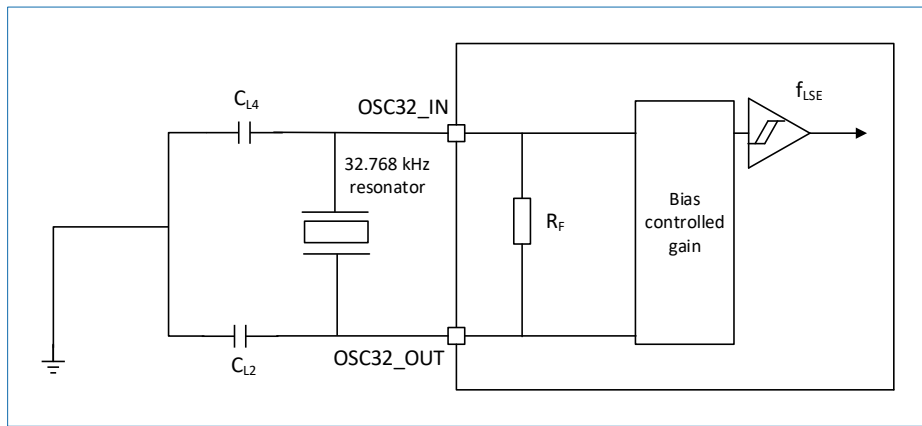 C_L4
OSC32_IN
f_LSE
32.768 kHz
resonator
R_F
Bias
controlled
gain
C_L2
OSC32_OUT